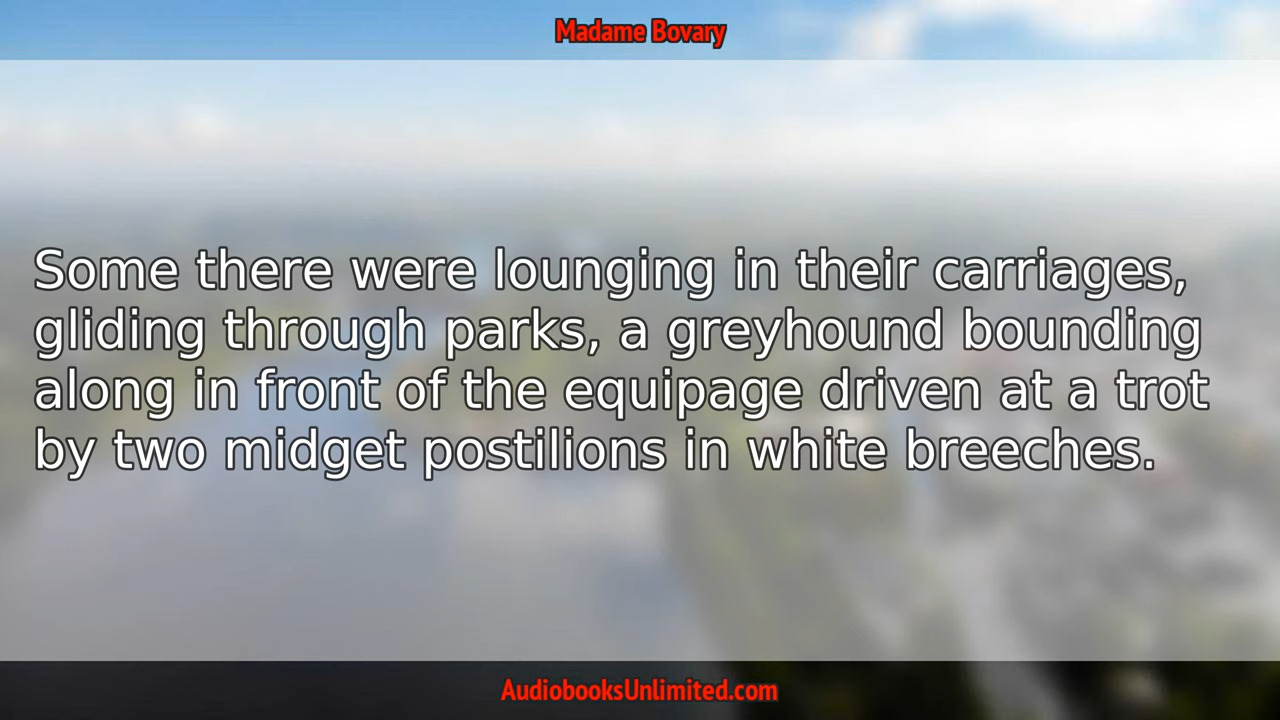 Madame Bovary
Some there were lounging in their carriages,
gliding through parks, a greyhound bounding
along in front of the equipage driven at a trot
by two midget postilions in white breeches.
AudiobooksUnlimited.com